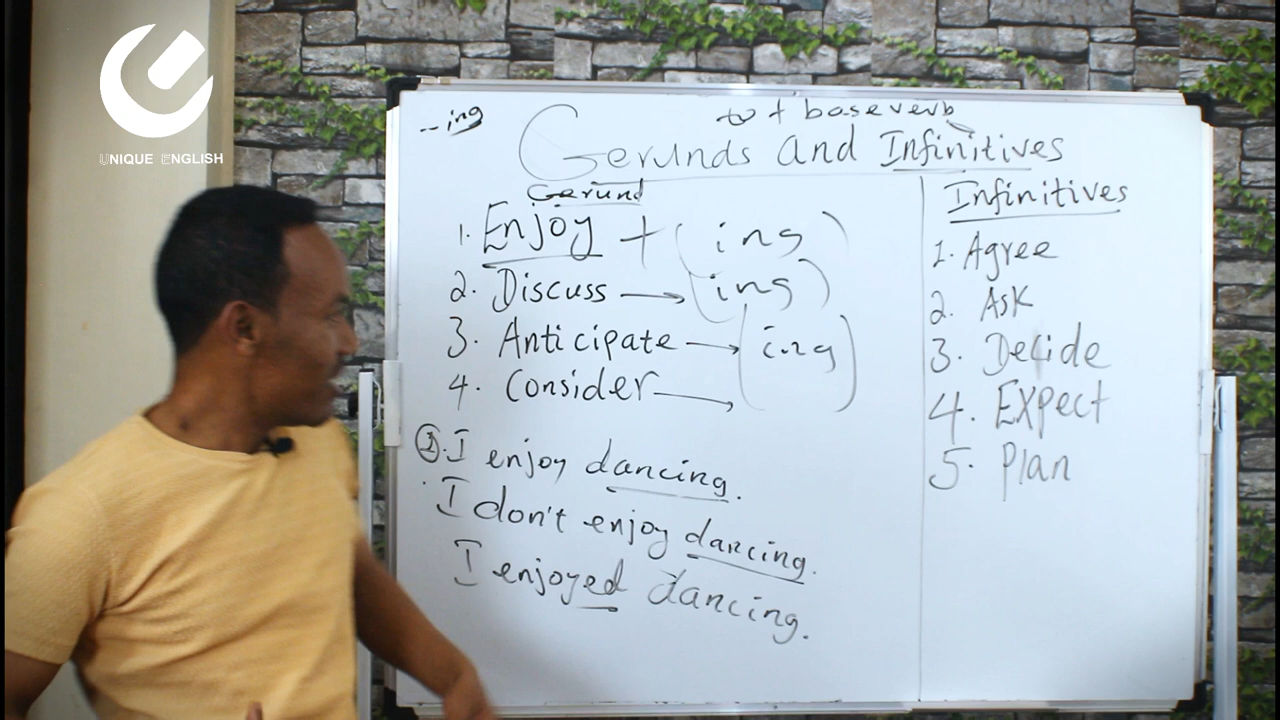 UNIQUE ENGLISH
-- ing
to + base verb
Gerunds and Infinitives
Gerund
1. Enjoy + (ing)
2. Discuss → (ing)
3. Anticipate → (ing)
4. Consider →
① I enjoy dancing.
I don't enjoy dancing.
I enjoyed dancing.
Infinitives
1. Agree
2. Ask
3. Decide
4. Expect
5. Plan